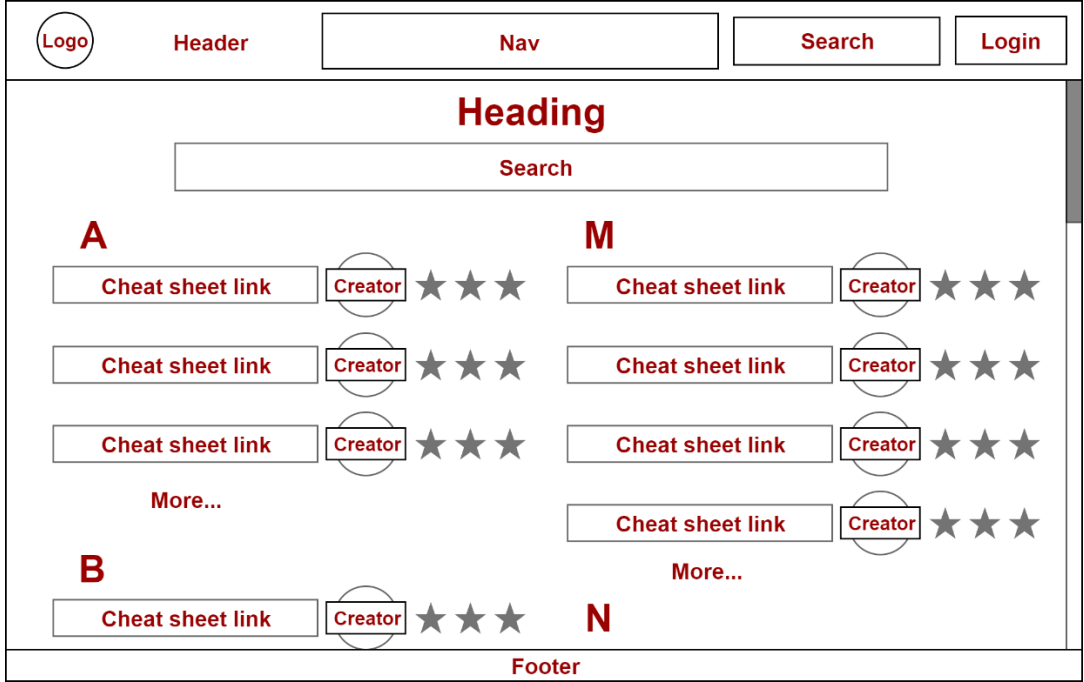 Logo Header Nav Search Login
Heading
Search
A
Cheat sheet link Creator
Cheat sheet link Creator
Cheat sheet link Creator
More...
B
Cheat sheet link Creator
M
Cheat sheet link Creator
Cheat sheet link Creator
Cheat sheet link Creator
Cheat sheet link Creator
More...
N
Footer